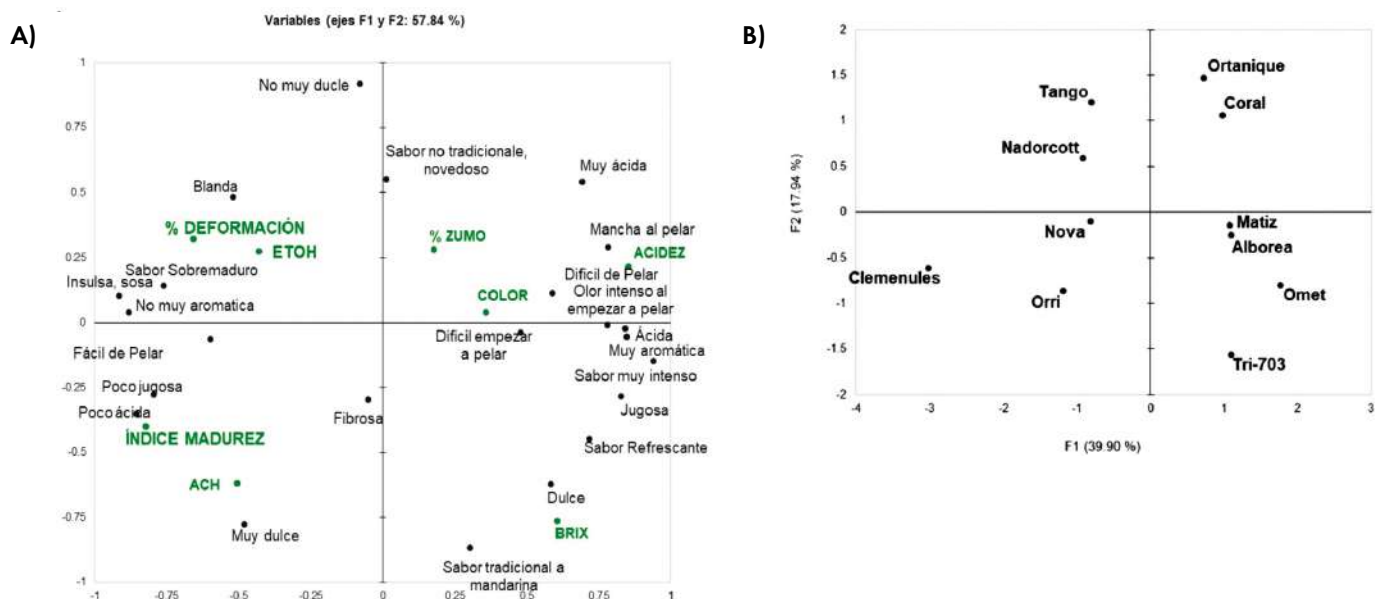 A)
Variables (ejes F1 y F2: 57.84 %)
1
0.75
0.5
0.25
0
-0.25
-0.5
-0.75
-1
-1
-0.75
-0.5
-0.25
0
0.25
0.5
0.75
1
No muy ducle
Sabor no tradicionale,
novedoso
Muy ácida
Blanda
% DEFORMACIÓN
ETOH
% ZUMO
Mancha al pelar
ACIDEZ
Sabor Sobremaduro
Insulsa, sosa
No muy aromatica
COLOR
Dificil de Pelar
Olor intenso al
empezar a pelar
Fácil de Pelar
Dificil empezar
a pelar
Ácida
Muy aromática
Sabor muy intenso
Poco jugosa
Poco ácida
Fibrosa
Jugosa
ÍNDICE MADUREZ
Sabor Refrescante
ACH
Dulce
Muy dulce
BRIX
Sabor tradicional a
mandarina
B)
2
1.5
1
0.5
0
-0.5
-1
-1.5
-2
F2 (17.94 %)
Ortanique
Tango
Coral
Nadorcott
Nova
Matiz
Alborea
Clemenules
Orri
Omet
Tri-703
-4
-3
-2
-1
0
1
2
3
F1 (39.90 %)